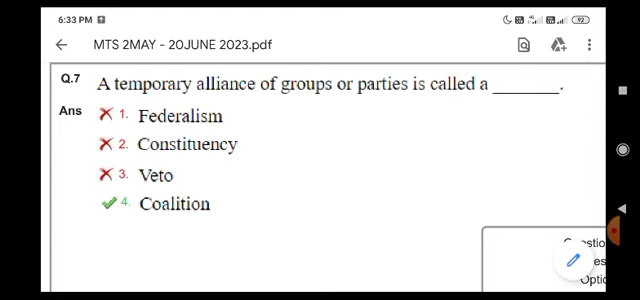 6:33 PM 92
MTS 2MAY - 20JUNE 2023.pdf
Q.7 A temporary alliance of groups or parties is called a ________.
Ans 1. Federalism
2. Constituency
3. Veto
4. Coalition